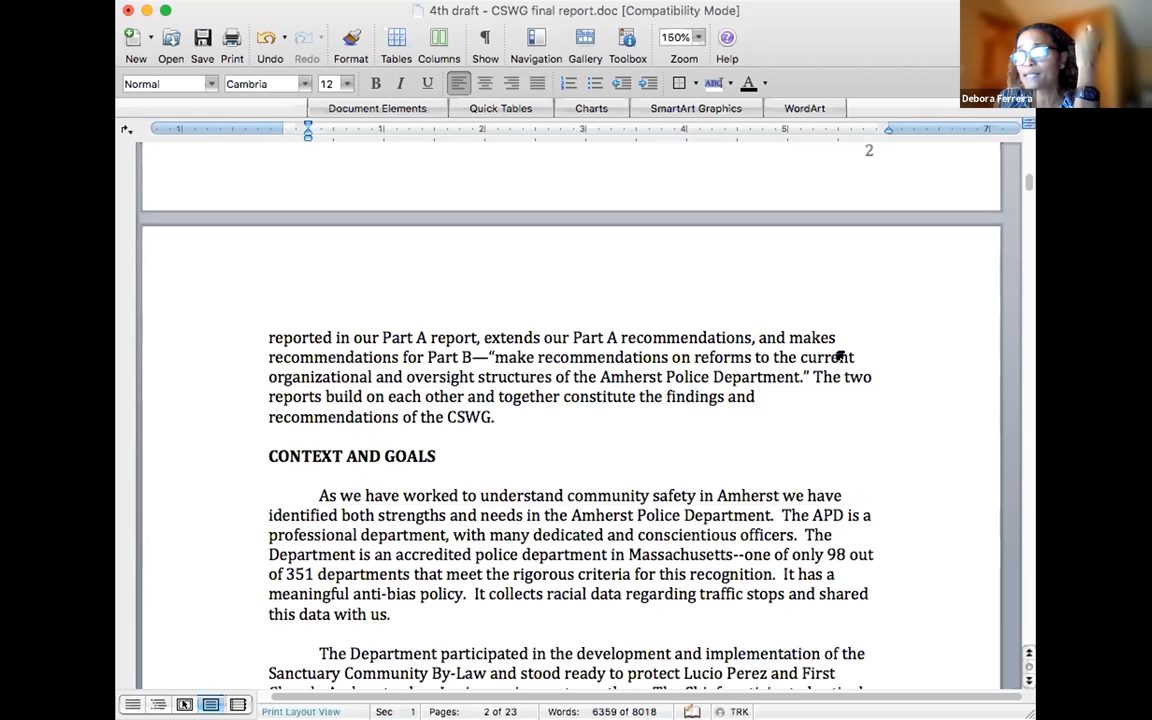 4th draft - CSWG final report.doc [Compatibility Mode]
New Open Save Print Undo Redo Format Tables Columns Show Navigation Gallery Toolbox Zoom Help
150%
Debora Ferreira
Normal Cambria 12 B I U ABC A
Document Elements Quick Tables Charts SmartArt Graphics WordArt
1 1 2 3 4 5 7
2
reported in our Part A report, extends our Part A recommendations, and makes
recommendations for Part B—“make recommendations on reforms to the current
organizational and oversight structures of the Amherst Police Department.” The two
reports build on each other and together constitute the findings and
recommendations of the CSWG.
CONTEXT AND GOALS
As we have worked to understand community safety in Amherst we have
identified both strengths and needs in the Amherst Police Department.  The APD is a
professional department, with many dedicated and conscientious officers.  The
Department is an accredited police department in Massachusetts--one of only 98 out
of 351 departments that meet the rigorous criteria for this recognition.  It has a
meaningful anti-bias policy.  It collects racial data regarding traffic stops and shared
this data with us.
The Department participated in the development and implementation of the
Sanctuary Community By-Law and stood ready to protect Lucio Perez and First
Print Layout View Sec 1 Pages: 2 of 23 Words: 6359 of 8018 TRK